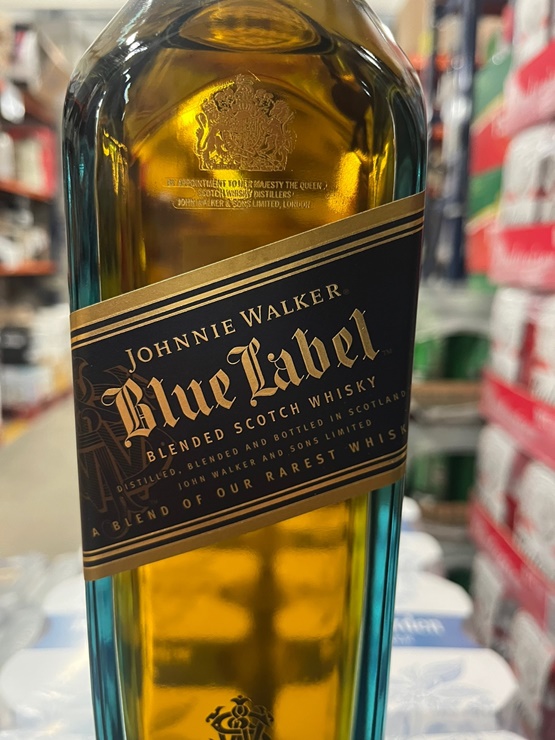 BY APPOINTMENT TO HER MAJESTY THE QUEEN
SCOTCH WHISKY DISTILLERS
JOHN WALKER & SONS LIMITED, LONDON
JOHNNIE WALKER
Blue Label
BLENDED SCOTCH WHISKY
DISTILLED, BLENDED AND BOTTLED IN SCOTLAND
JOHN WALKER AND SONS LIMITED
A BLEND OF OUR RAREST WHISK